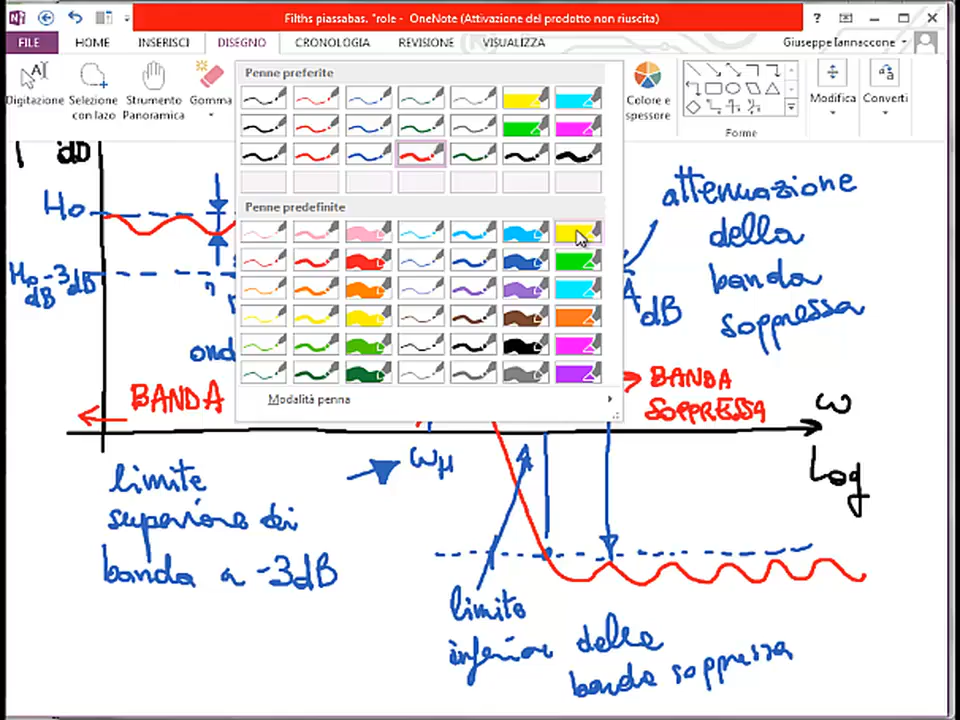 Filths piassabas. "role - OneNote (Attivazione del prodotto non riuscita)
FILE HOME INSERISCI DISEGNO CRONOLOGIA REVISIONE VISUALIZZA Giuseppe Iannaccone
Digitazione
Selezione con lazo
Strumento Panoramica
Gomma
Penne preferite
Penne predefinite
Modalità penna
Colore e spessore
Forme
Modifica
Converti
dB
Ho
Ho-3dB
dB
ond
attenuazione
della
banda
soppressa
A
dB
BANDA
BANDA
SOPPRESSA
ω
Log
limite
superiore di
banda a -3dB
limite
inferiore della
banda soppressa